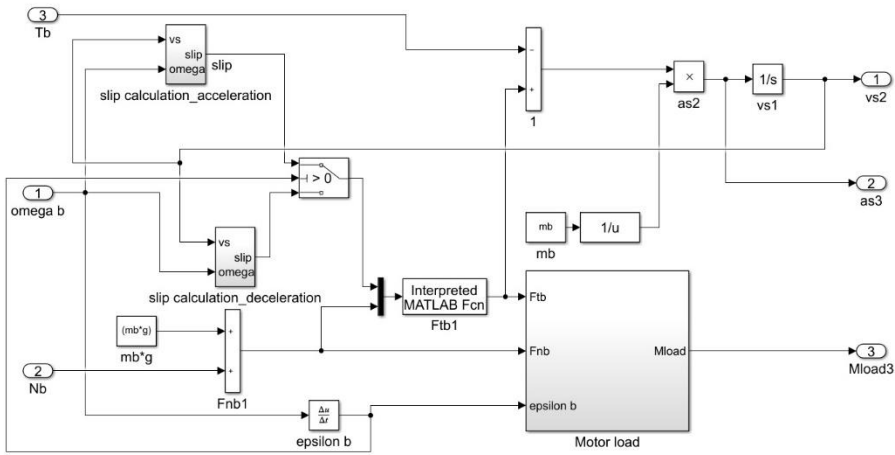 3
Tb
vs
slip
omega
slip
slip calculation_acceleration
−
+
1
×
as2
1/s
vs1
1
vs2
2
as3
1
omega b
> 0
mb
mb
1/u
vs
slip
omega
slip calculation_deceleration
Interpreted
MATLAB Fcn
Ftb1
(mb*g)
mb*g
+
+
Fnb1
2
Nb
Δu
Δt
epsilon b
Ftb
Fnb
Mload
epsilon b
Motor load
3
Mload3